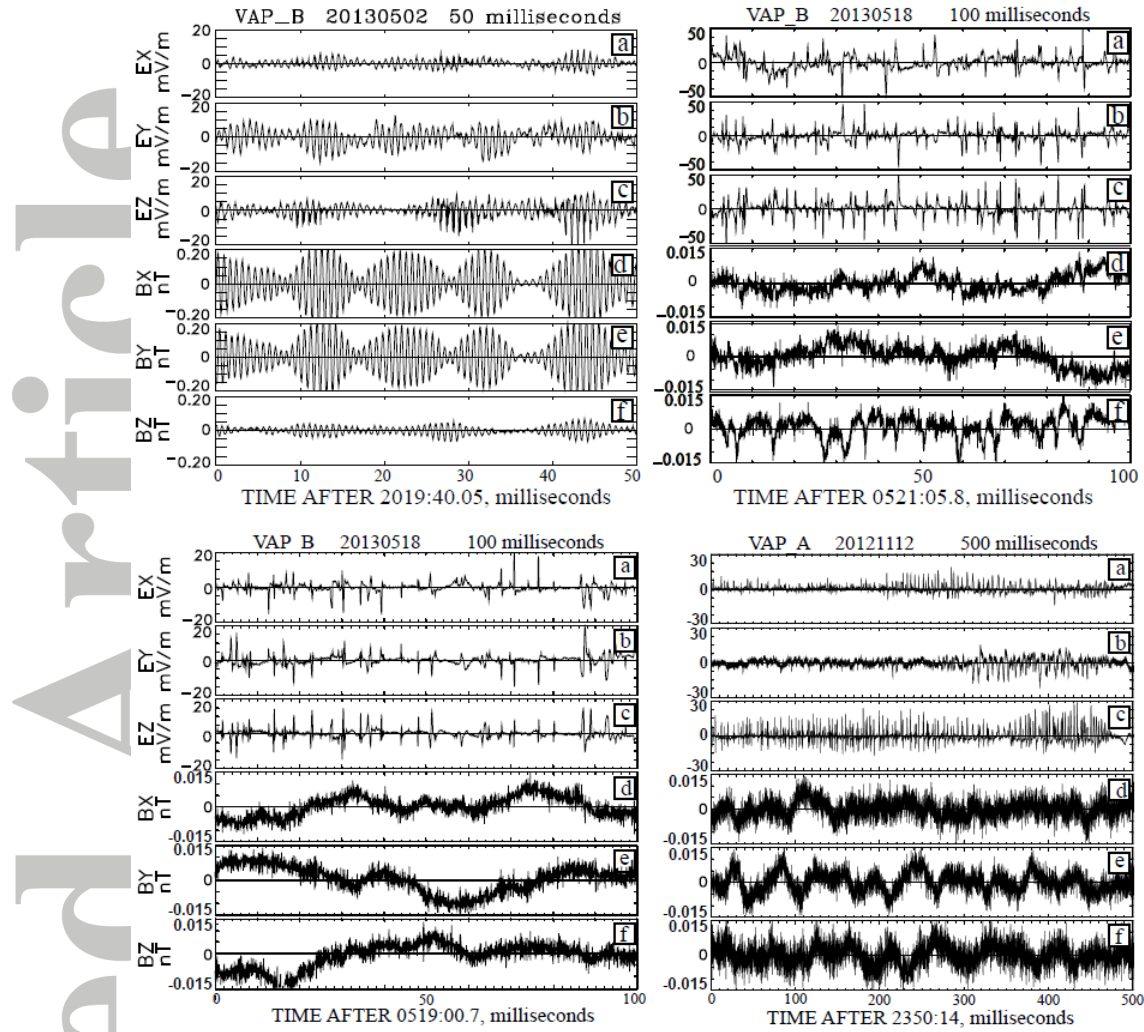 ed Article
VAP_B 20130502 50 milliseconds
EX
mV/m
20
0
−20
a
EY
mV/m
20
0
−20
b
EZ
mV/m
20
0
−20
c
BX
nT
0.20
0
−0.20
d
BY
nT
0.20
0
−0.20
e
BZ
nT
0.20
0
−0.20
f
0 10 20 30 40 50
TIME AFTER 2019:40.05, milliseconds
VAP_B 20130518 100 milliseconds
50
0
−50
a
50
0
−50
b
50
0
−50
c
0.015
0
−0.015
d
0.015
0
−0.015
e
0.015
0
−0.015
f
0 50 100
TIME AFTER 0521:05.8, milliseconds
VAP B 20130518 100 milliseconds
EX
mV/m
20
0
−20
a
EY
mV/m
20
0
−20
b
EZ
mV/m
20
0
−20
c
BX
nT
0.015
0
-0.015
d
BY
nT
0.015
0
-0.015
e
BZ
nT
0.015
0
-0.015
f
0 50 100
TIME AFTER 0519:00.7, milliseconds
VAP_A 20121112 500 milliseconds
30
0
-30
a
30
0
-30
b
30
0
-30
c
0.015
0
-0.015
d
0.015
0
-0.015
e
0.015
0
-0.015
f
0 100 200 300 400 500
TIME AFTER 2350:14, milliseconds